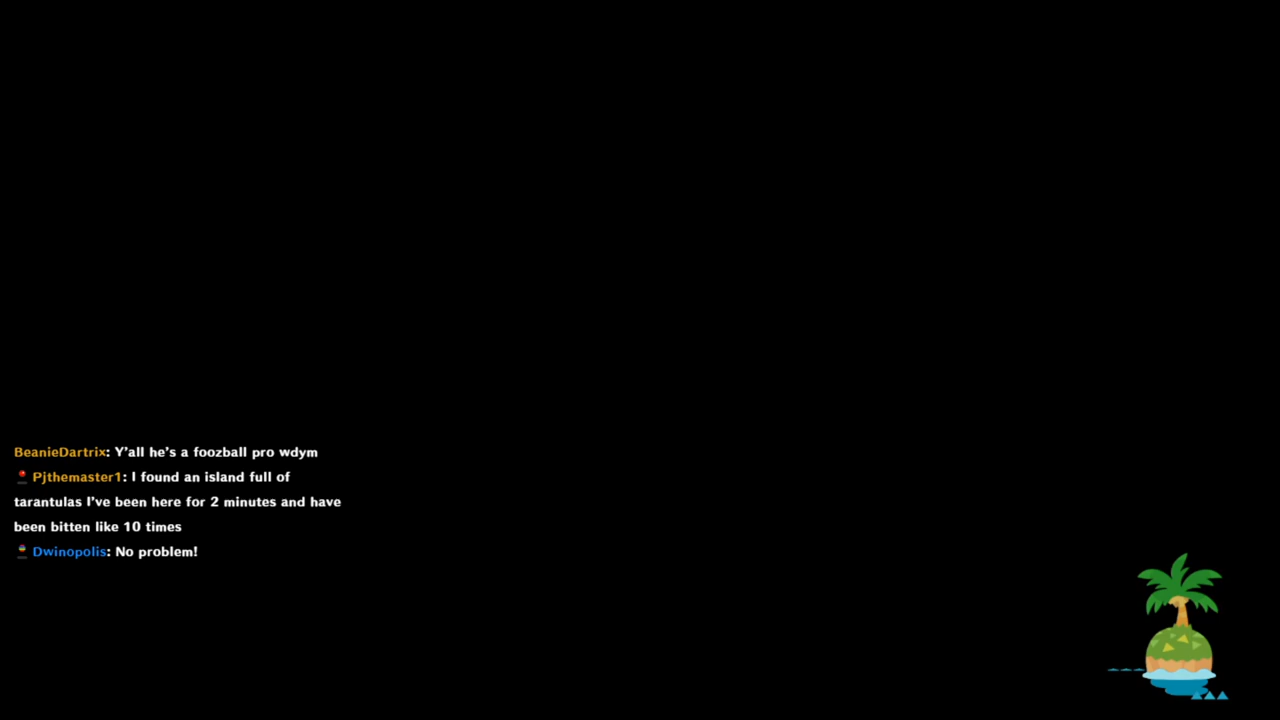 BeanieDartrix: Y'all he's a foozball pro wdym
Pjthemaster1: I found an island full of
tarantulas I've been here for 2 minutes and have
been bitten like 10 times
Dwinopolis: No problem!